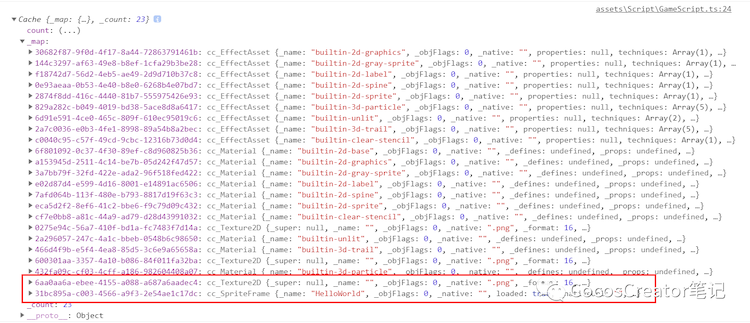 assets\Script\GameScript.ts:24
Cache {_map: {…}, _count: 23}
count: (...)
_map:
30682f87-9f0d-4f17-8a44-72863791461b: cc_EffectAsset {_name: "builtin-2d-graphics", _objFlags: 0, _native: "", properties: null, techniques: Array(1), …}
144c3297-af63-49e8-b8ef-1cfa29b3be28: cc_EffectAsset {_name: "builtin-2d-gray-sprite", _objFlags: 0, _native: "", properties: null, techniques: Array(1), …}
f18742d7-56d2-4eb5-ae49-2d9d710b37c8: cc_EffectAsset {_name: "builtin-2d-label", _objFlags: 0, _native: "", properties: null, techniques: Array(1), …}
0e93aeaa-0b53-4e40-b8e0-6268b4e07bd7: cc_EffectAsset {_name: "builtin-2d-spine", _objFlags: 0, _native: "", properties: null, techniques: Array(1), …}
2874f8dd-416c-4440-81b7-555975426e93: cc_EffectAsset {_name: "builtin-2d-sprite", _objFlags: 0, _native: "", properties: null, techniques: Array(1), …}
829a282c-b049-4019-bd38-5ace8d8a6417: cc_EffectAsset {_name: "builtin-3d-particle", _objFlags: 0, _native: "", properties: null, techniques: Array(5), …}
6d91e591-4ce0-465c-809f-610ec95019c6: cc_EffectAsset {_name: "builtin-unlit", _objFlags: 0, _native: "", properties: null, techniques: Array(2), …}
2a7c0036-e0b3-4fe1-8998-89a54b8a2bec: cc_EffectAsset {_name: "builtin-3d-trail", _objFlags: 0, _native: "", properties: null, techniques: Array(5), …}
c0040c95-c57f-49cd-9cbc-12316b73d0d4: cc_EffectAsset {_name: "builtin-clear-stencil", _objFlags: 0, _native: "", properties: null, techniques: Array(1), …}
6f801092-0c37-4f30-89ef-c8d960825b36: cc_Material {_name: "builtin-2d-base", _objFlags: 0, _native: "", _defines: undefined, _props: undefined, …}
a153945d-2511-4c14-be7b-05d242f47d57: cc_Material {_name: "builtin-2d-graphics", _objFlags: 0, _native: "", _defines: undefined, _props: undefined, …}
3a7bb79f-32fd-422e-ada2-96f518fed422: cc_Material {_name: "builtin-2d-gray-sprite", _objFlags: 0, _native: "", _defines: undefined, _props: undefined, …}
e02d87d4-e599-4d16-8001-e14891ac6506: cc_Material {_name: "builtin-2d-label", _objFlags: 0, _native: "", _defines: undefined, _props: undefined, …}
7afd064b-113f-480e-b793-8817d19f63c3: cc_Material {_name: "builtin-2d-spine", _objFlags: 0, _native: "", _defines: undefined, _props: undefined, …}
eca5d2f2-8ef6-41c2-bbe6-f9c79d09c432: cc_Material {_name: "builtin-2d-sprite", _objFlags: 0, _native: "", _defines: undefined, _props: undefined, …}
cf7e0bb8-a81c-44a9-ad79-d28d43991032: cc_Material {_name: "builtin-clear-stencil", _objFlags: 0, _native: "", _defines: undefined, _props: undefined, …}
0275e94c-56a7-410f-bd1a-fc7483f7d14a: cc_Texture2D {_super: null, _name: "", _objFlags: 0, _native: ".png", _format: 16, …}
2a296057-247c-4a1c-bbeb-0548b6c98650: cc_Material {_name: "builtin-unlit", _objFlags: 0, _native: "", _defines: undefined, _props: undefined, …}
466d4f9b-e5f4-4ea8-85d5-3c6e9a65658a: cc_Material {_name: "builtin-3d-trail", _objFlags: 0, _native: "", _defines: undefined, _props: undefined, …}
600301aa-3357-4a10-b086-84f011fa32ba: cc_Texture2D {_super: null, _name: "", _objFlags: 0, _native: ".png", _format: 16, …}
432fa09c-cf03-4cff-a186-982604408a07: cc_Material {_name: "builtin-3d-particle", _objFlags: 0, _native: "", _defines: undefined, _props: undefined, …}
6aa0aa6a-ebee-4155-a088-a687a6aadec4: cc_Texture2D {_super: null, _name: "", _objFlags: 0, _native: ".png", 16, …}
31bc895a-c003-4566-a9f3-2e54ae1c17dc: cc_SpriteFrame {_name: "HelloWorld", _objFlags: 0, _native: "", loaded:
CocosCreator笔记
_count: 23
__proto__: Object